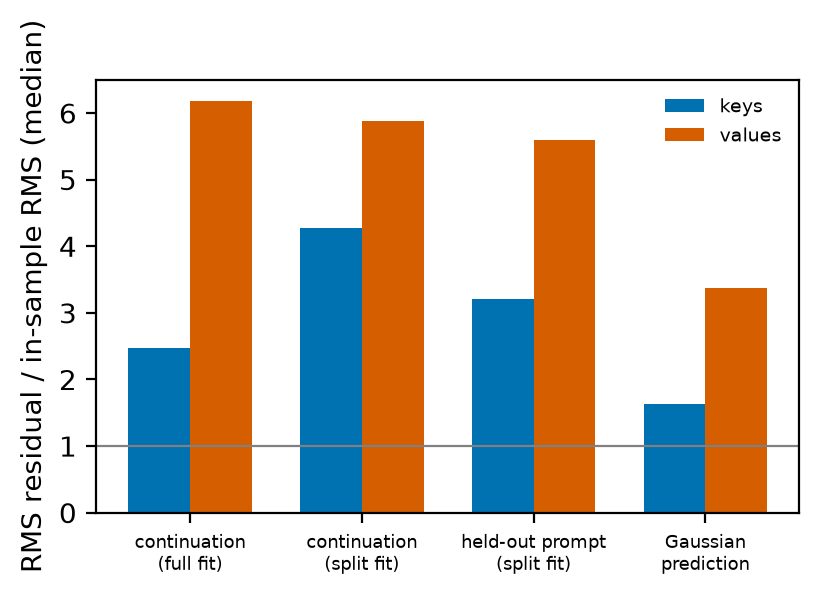 RMS residual / in-sample RMS (median)
6
5
4
3
2
1
0
keys
values
continuation
(full fit)
continuation
(split fit)
held-out prompt
(split fit)
Gaussian
prediction